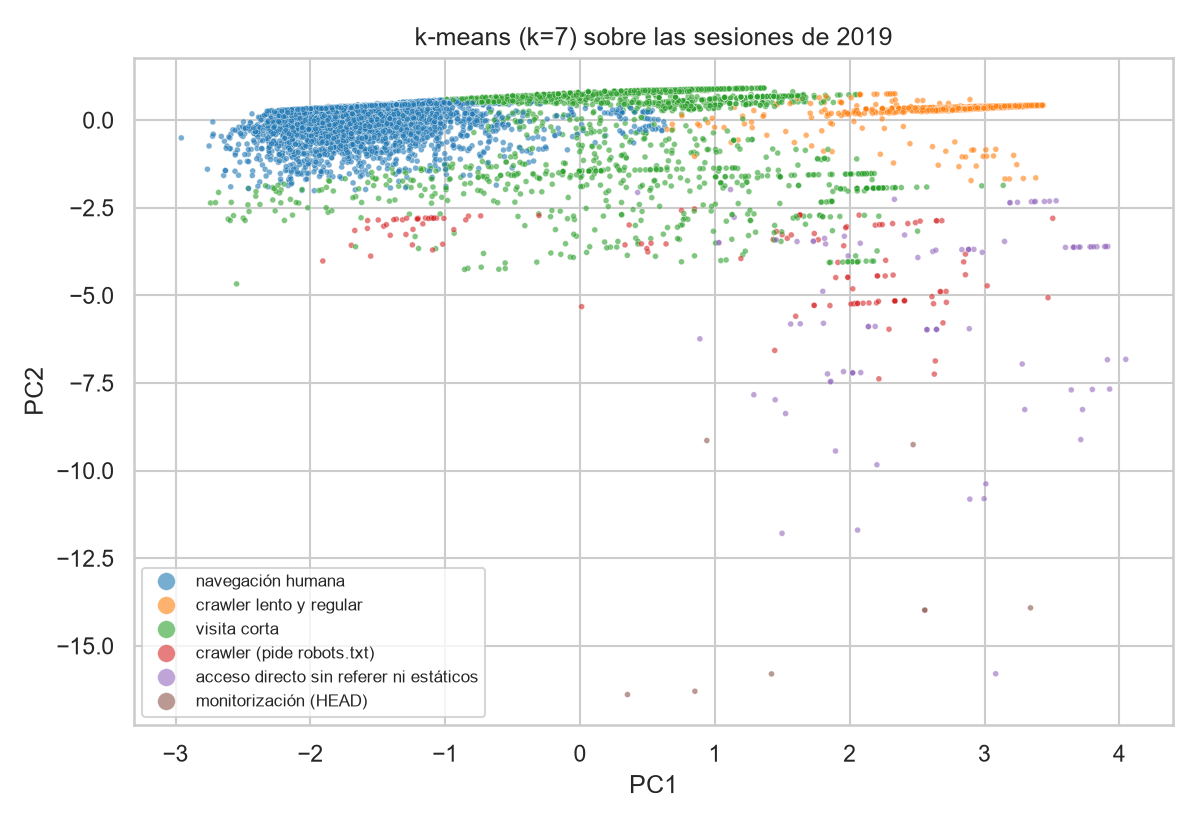 k-means (k=7) sobre las sesiones de 2019
PC2
0.0
−2.5
−5.0
−7.5
−10.0
−12.5
−15.0
navegación humana
crawler lento y regular
visita corta
crawler (pide robots.txt)
acceso directo sin referer ni estáticos
monitorización (HEAD)
−3 −2 −1 0 1 2 3 4
PC1